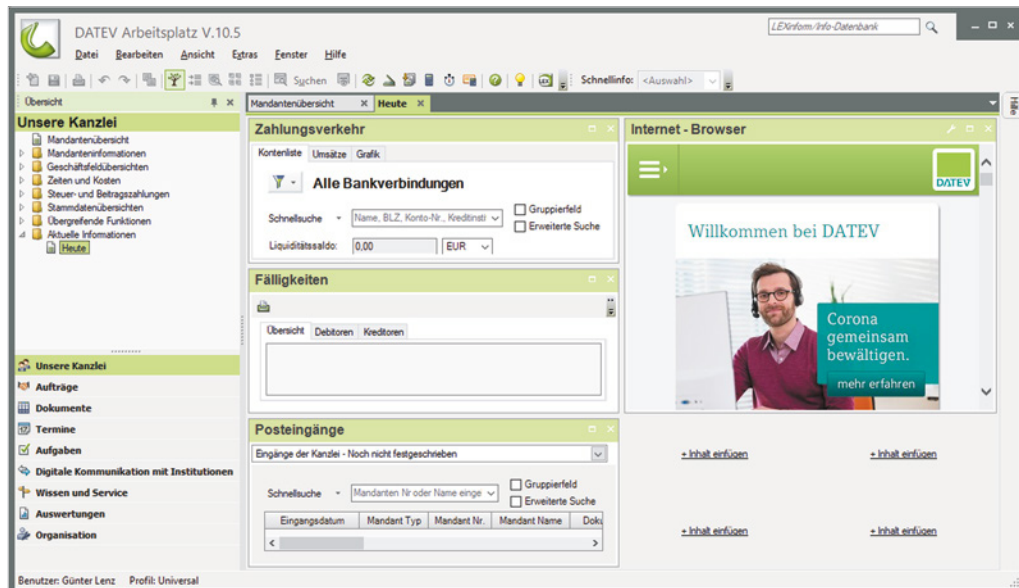 DATEV Arbeitsplatz V.10.5
LEXinform/Info-Datenbank
Datei Bearbeiten Ansicht Extras Fenster Hilfe
Suchen Schnellinfo: <Auswahl>
Übersicht
Unsere Kanzlei
Mandantenübersicht
Mandanteninformationen
Geschäftsfeldübersichten
Zeiten und Kosten
Steuer- und Beitragszahlungen
Stammdatenübersichten
Übergreifende Funktionen
Aktuelle Informationen
Heute
Unsere Kanzlei
Aufträge
Dokumente
Termine
Aufgaben
Digitale Kommunikation mit Institutionen
Wissen und Service
Auswertungen
Organisation
Mandantenübersicht Heute
Hilfe
Zahlungsverkehr
Kontenliste Umsätze Grafik
Alle Bankverbindungen
Schnellsuche Name, BLZ, Konto-Nr., Kreditinsti
Gruppierfeld
Erweiterte Suche
Liquiditätssaldo: 0,00 EUR
Fälligkeiten
Übersicht Debitoren Kreditoren
Posteingänge
Eingänge der Kanzlei - Noch nicht festgeschrieben
Schnellsuche Mandanten Nr oder Name einge
Gruppierfeld
Erweiterte Suche
Eingangsdatum Mandant Typ Mandant Nr. Mandant Name Doku
Internet - Browser
DATEV
Willkommen bei DATEV
Corona
gemeinsam
bewältigen.
mehr erfahren
+ Inhalt einfügen + Inhalt einfügen
+ Inhalt einfügen + Inhalt einfügen
Benutzer: Günter Lenz Profil: Universal